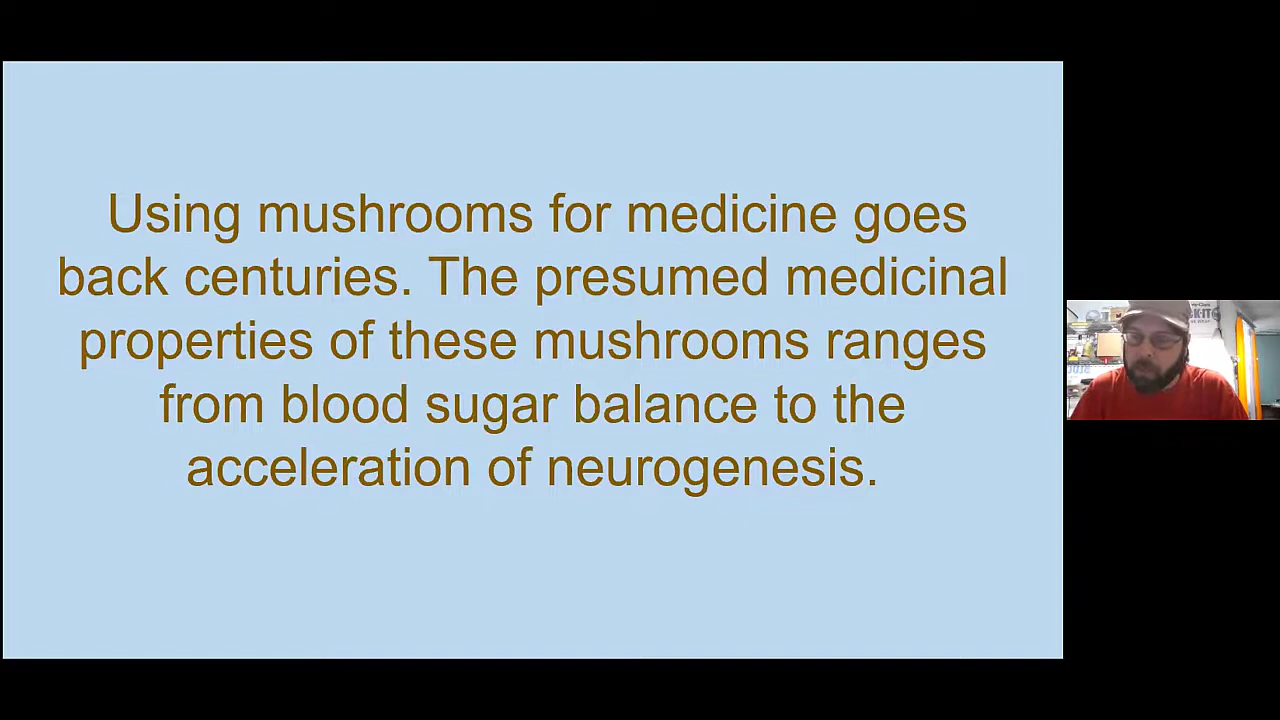 Using mushrooms for medicine goes
back centuries. The presumed medicinal
properties of these mushrooms ranges
from blood sugar balance to the
acceleration of neurogenesis.